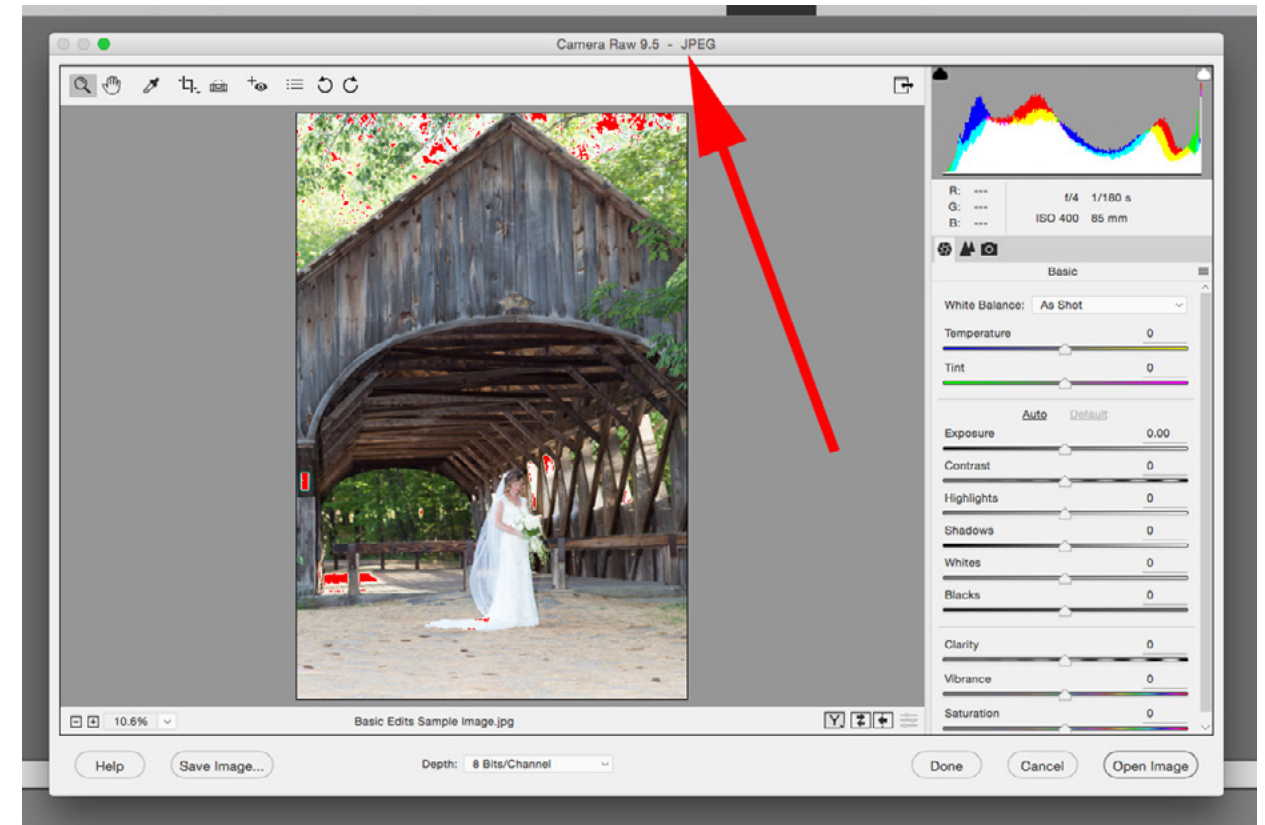 Camera Raw 9.5 - JPEG
R: ---
G: ---
B: ---
f/4 1/180 s
ISO 400 85 mm
Basic
White Balance: As Shot
Temperature 0
Tint 0
Auto Default
Exposure 0.00
Contrast 0
Highlights 0
Shadows 0
Whites 0
Blacks 0
Clarity 0
Vibrance 0
Saturation 0
10.6% Basic Edits Sample Image.jpg Y
Help Save Image... Depth: 8 Bits/Channel Done Cancel Open Image